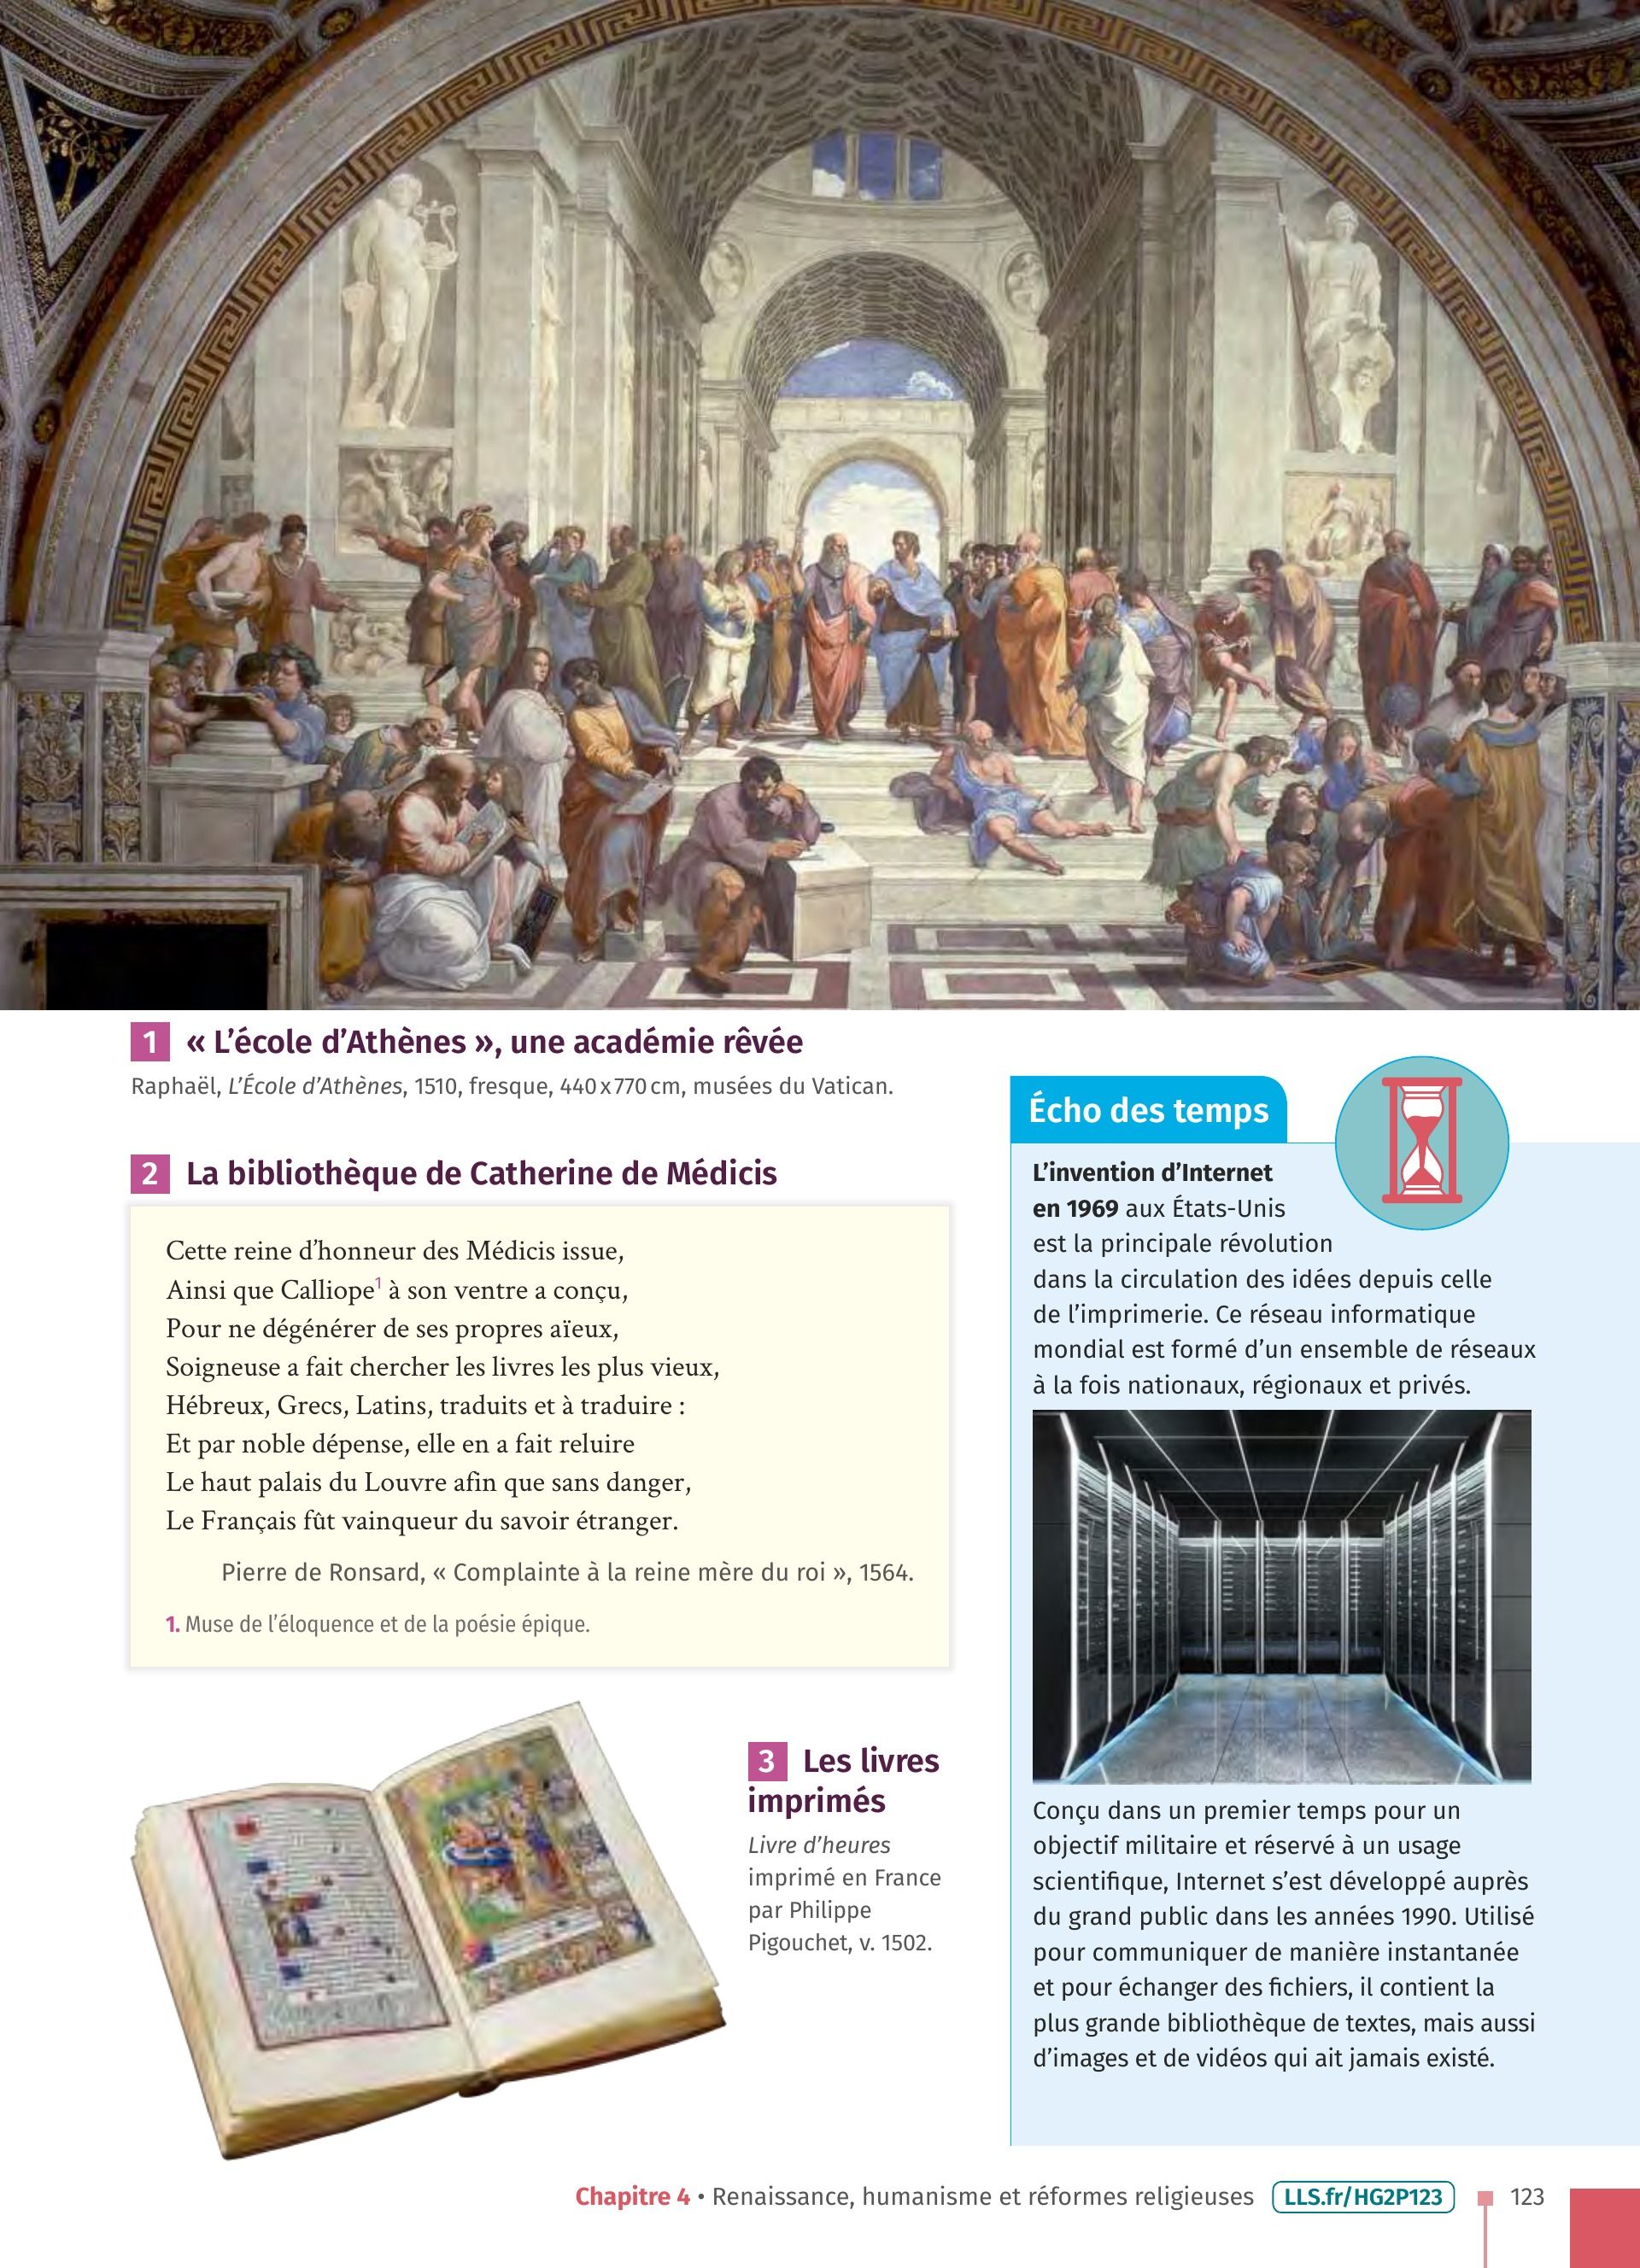 1 « L’école d’Athènes », une académie rêvée
Raphaël, L’École d’Athènes, 1510, fresque, 440 x 770 cm, musées du Vatican.
2 La bibliothèque de Catherine de Médicis
Cette reine d’honneur des Médicis issue,
Ainsi que Calliope1 à son ventre a conçu,
Pour ne dégénérer de ses propres aïeux,
Soigneuse a fait chercher les livres les plus vieux,
Hébreux, Grecs, Latins, traduits et à traduire :
Et par noble dépense, elle en a fait reluire
Le haut palais du Louvre afin que sans danger,
Le Français fût vainqueur du savoir étranger.
Pierre de Ronsard, « Complainte à la reine mère du roi », 1564.
1. Muse de l’éloquence et de la poésie épique.
3 Les livres
imprimés
Livre d’heures
imprimé en France
par Philippe
Pigouchet, v. 1502.
Écho des temps
L’invention d’Internet
en 1969 aux États-Unis
est la principale révolution
dans la circulation des idées depuis celle
de l’imprimerie. Ce réseau informatique
mondial est formé d’un ensemble de réseaux
à la fois nationaux, régionaux et privés.
Conçu dans un premier temps pour un
objectif militaire et réservé à un usage
scientifique, Internet s’est développé auprès
du grand public dans les années 1990. Utilisé
pour communiquer de manière instantanée
et pour échanger des fichiers, il contient la
plus grande bibliothèque de textes, mais aussi
d’images et de vidéos qui ait jamais existé.
Chapitre 4 • Renaissance, humanisme et réformes religieuses LLS.fr/HG2P123 123